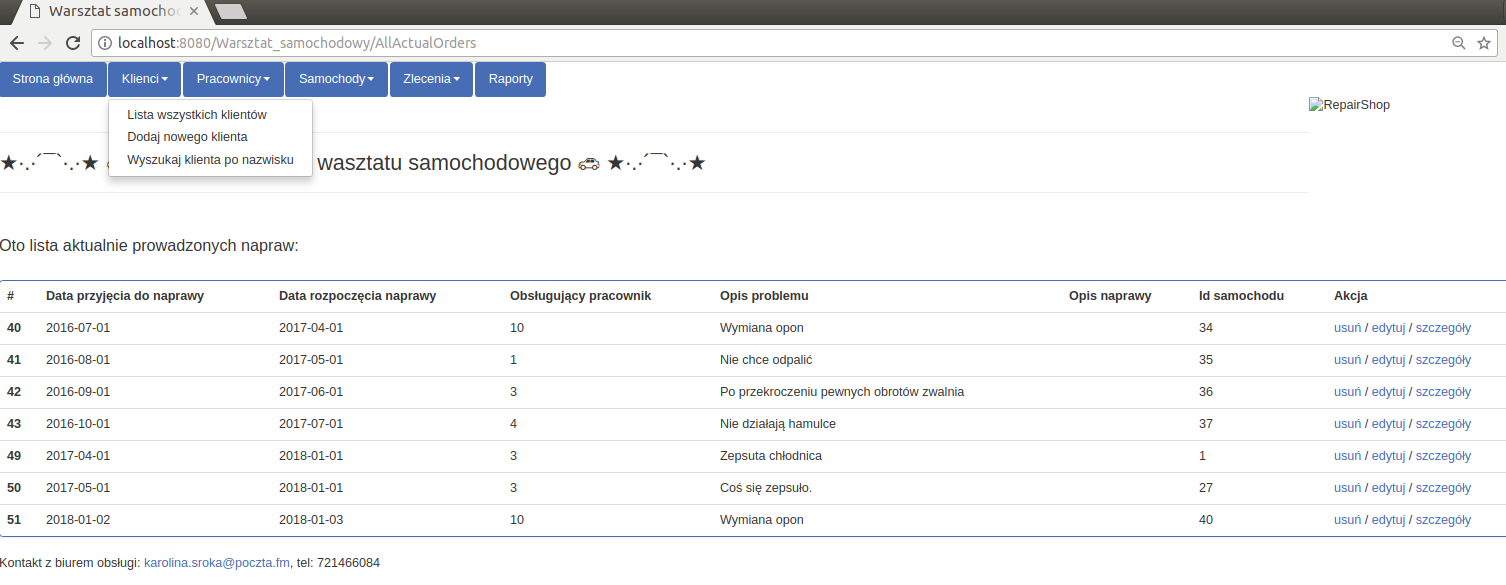 Warsztat samochod
localhost:8080/Warsztat_samochodowy/AllActualOrders
Strona główna Klienci Pracownicy Samochody Zlecenia Raporty
RepairShop
Lista wszystkich klientów
Dodaj nowego klienta
Wyszukaj klienta po nazwisku
★·.·´¯`·.·★ wasztatu samochodowego 🚗 ★·.·´¯`·.·★
Oto lista aktualnie prowadzonych napraw:
# Data przyjęcia do naprawy Data rozpoczęcia naprawy Obsługujący pracownik Opis problemu Opis naprawy Id samochodu Akcja
40 2016-07-01 2017-04-01 10 Wymiana opon 34 usuń / edytuj / szczegóły
41 2016-08-01 2017-05-01 1 Nie chce odpalić 35 usuń / edytuj / szczegóły
42 2016-09-01 2017-06-01 3 Po przekroczeniu pewnych obrotów zwalnia 36 usuń / edytuj / szczegóły
43 2016-10-01 2017-07-01 4 Nie działają hamulce 37 usuń / edytuj / szczegóły
49 2017-04-01 2018-01-01 3 Zepsuta chłodnica 1 usuń / edytuj / szczegóły
50 2017-05-01 2018-01-01 3 Coś się zepsuło. 27 usuń / edytuj / szczegóły
51 2018-01-02 2018-01-03 10 Wymiana opon 40 usuń / edytuj / szczegóły
Kontakt z biurem obsługi: karolina.sroka@poczta.fm, tel: 721466084